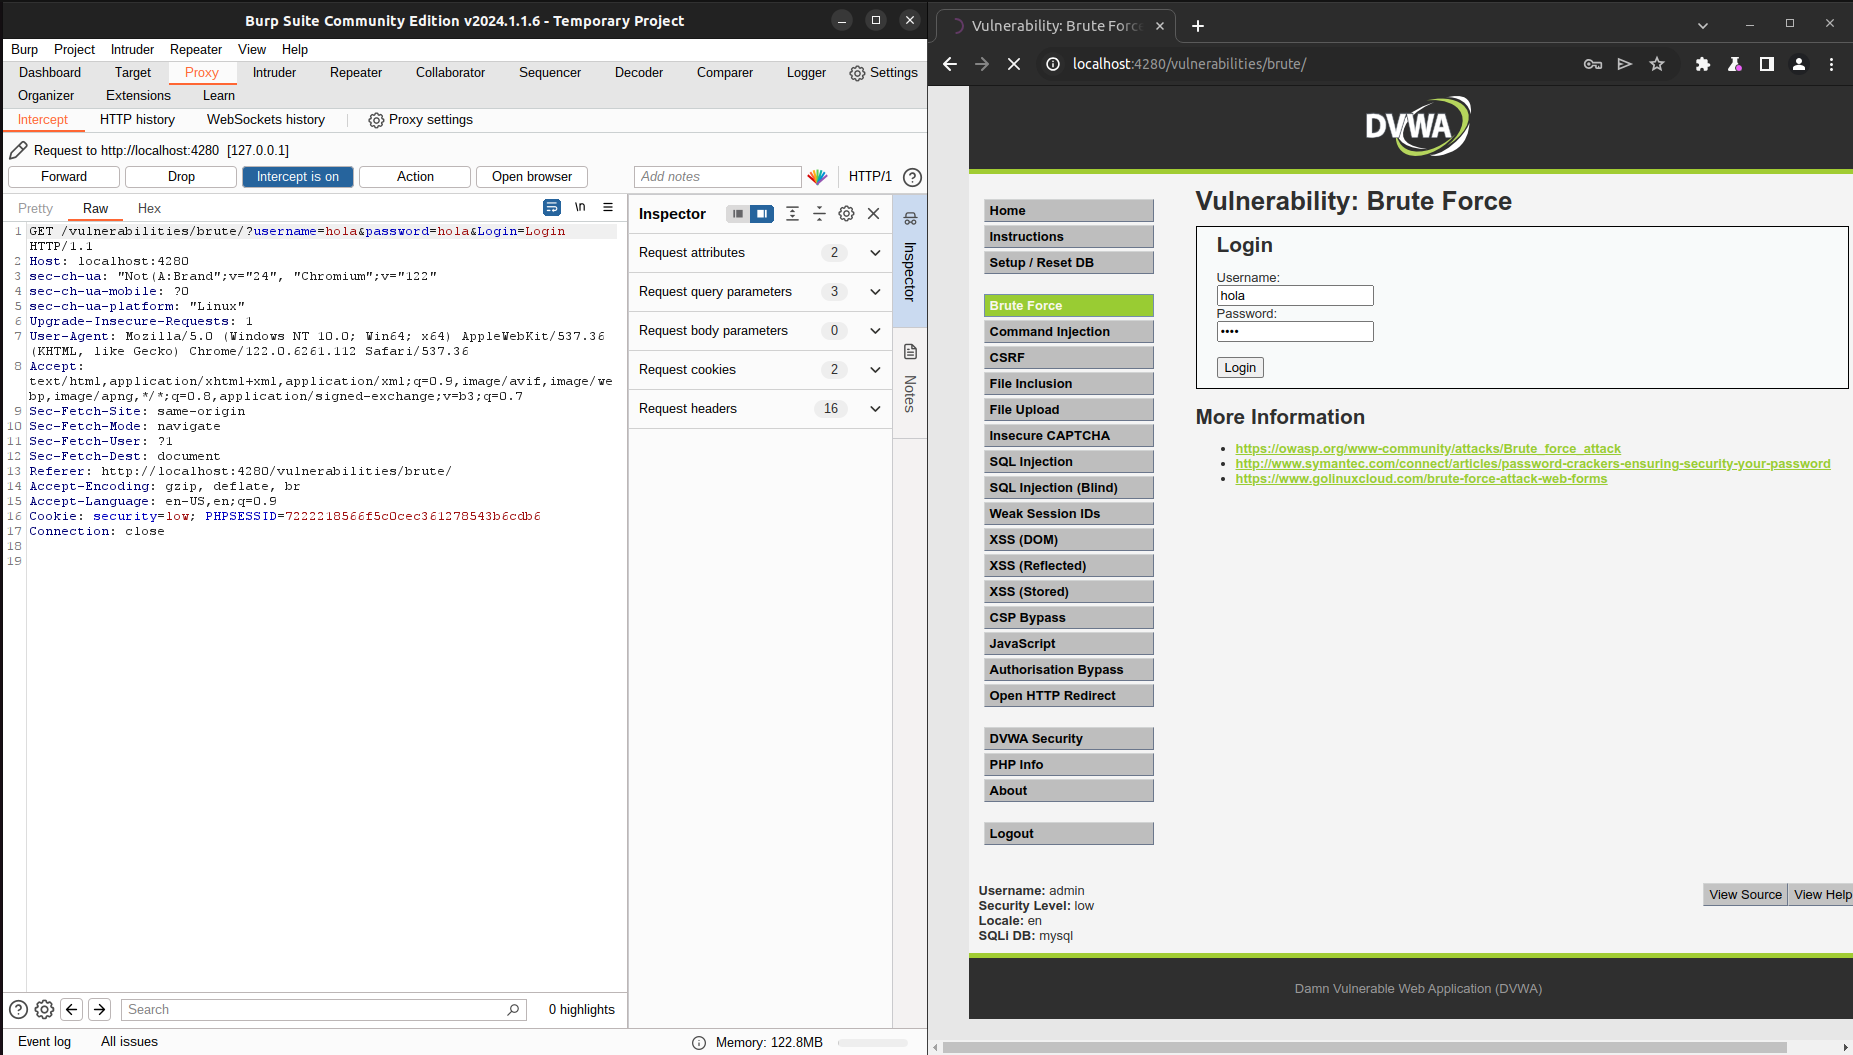 Burp Suite Community Edition v2024.1.1.6 - Temporary Project
Burp Project Intruder Repeater View Help
Dashboard Target Proxy Intruder Repeater Collaborator Sequencer Decoder Comparer Logger Settings
Organizer Extensions Learn
Intercept HTTP history WebSockets history Proxy settings
Request to http://localhost:4280 [127.0.0.1]
Forward Drop Intercept is on Action Open browser Add notes HTTP/1
Pretty Raw Hex \n
1 GET /vulnerabilities/brute/?username=hola&password=hola&Login=Login
HTTP/1.1
2 Host: localhost:4280
3 sec-ch-ua: "Not(A:Brand";v="24", "Chromium";v="122"
4 sec-ch-ua-mobile: ?0
5 sec-ch-ua-platform: "Linux"
6 Upgrade-Insecure-Requests: 1
7 User-Agent: Mozilla/5.0 (Windows NT 10.0; Win64; x64) AppleWebKit/537.36
(KHTML, like Gecko) Chrome/122.0.6261.112 Safari/537.36
8 Accept:
text/html,application/xhtml+xml,application/xml;q=0.9,image/avif,image/we
bp,image/apng,*/*;q=0.8,application/signed-exchange;v=b3;q=0.7
9 Sec-Fetch-Site: same-origin
10 Sec-Fetch-Mode: navigate
11 Sec-Fetch-User: ?1
12 Sec-Fetch-Dest: document
13 Referer: http://localhost:4280/vulnerabilities/brute/
14 Accept-Encoding: gzip, deflate, br
15 Accept-Language: en-US,en;q=0.9
16 Cookie: security=low; PHPSESSID=7222218566f5c0cec361278543b6cdb6
17 Connection: close
18
19
Inspector
Request attributes 2
Request query parameters 3
Request body parameters 0
Request cookies 2
Request headers 16
Inspector
Notes
Search 0 highlights
Event log All issues Memory: 122.8MB
Vulnerability: Brute Forc
localhost:4280/vulnerabilities/brute/
DVWA
Home
Instructions
Setup / Reset DB
Brute Force
Command Injection
CSRF
File Inclusion
File Upload
Insecure CAPTCHA
SQL Injection
SQL Injection (Blind)
Weak Session IDs
XSS (DOM)
XSS (Reflected)
XSS (Stored)
CSP Bypass
JavaScript
Authorisation Bypass
Open HTTP Redirect
DVWA Security
PHP Info
About
Logout
Vulnerability: Brute Force
Login
Username:
hola
Password:
••••
Login
More Information
• https://owasp.org/www-community/attacks/Brute_force_attack
• http://www.symantec.com/connect/articles/password-crackers-ensuring-security-your-password
• https://www.golinuxcloud.com/brute-force-attack-web-forms
Username: admin
Security Level: low
Locale: en
SQLi DB: mysql
View Source View Help
Damn Vulnerable Web Application (DVWA)